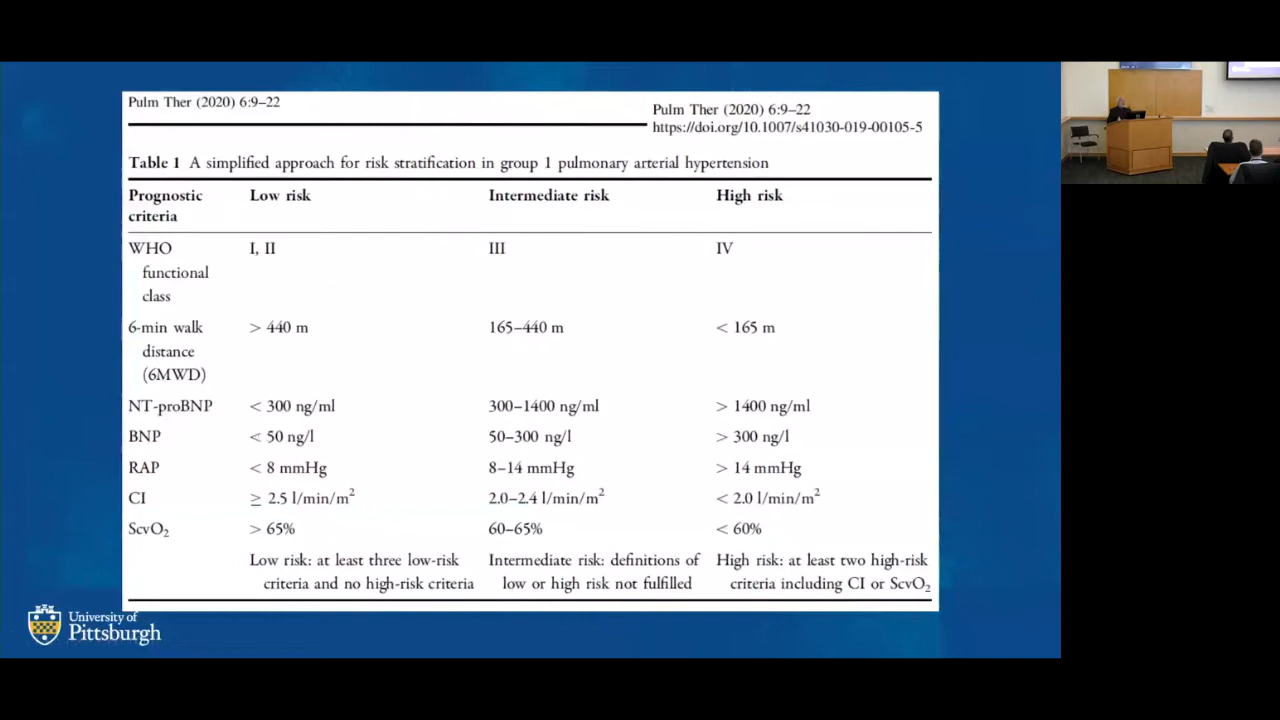 Pulm Ther (2020) 6:9–22
Pulm Ther (2020) 6:9–22
https://doi.org/10.1007/s41030-019-00105-5
Table 1 A simplified approach for risk stratification in group 1 pulmonary arterial hypertension
Prognostic criteria Low risk Intermediate risk High risk
WHO functional class I, II III IV
6-min walk distance (6MWD) > 440 m 165–440 m < 165 m
NT-proBNP < 300 ng/ml 300–1400 ng/ml > 1400 ng/ml
BNP < 50 ng/l 50–300 ng/l > 300 ng/l
RAP < 8 mmHg 8–14 mmHg > 14 mmHg
CI ≥ 2.5 l/min/m² 2.0–2.4 l/min/m² < 2.0 l/min/m²
ScvO₂ > 65% 60–65% < 60%
Low risk: at least three low-risk criteria and no high-risk criteria
Intermediate risk: definitions of low or high risk not fulfilled
High risk: at least two high-risk criteria including CI or ScvO₂
University of
Pittsburgh